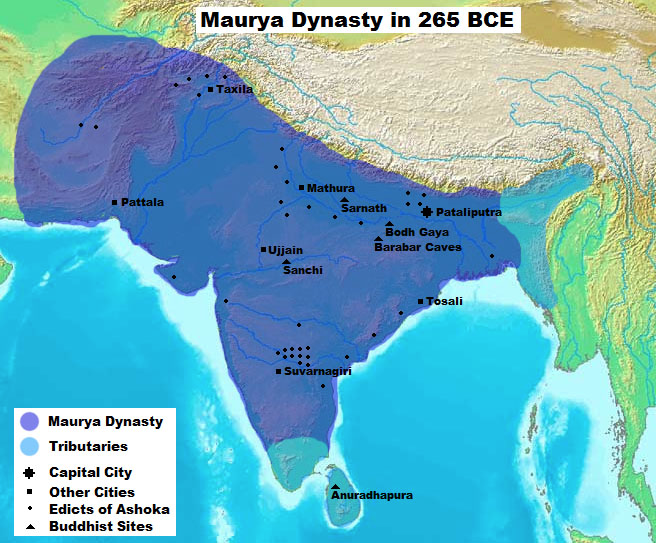 Maurya Dynasty in 265 BCE
Taxila
Mathura
Pattala
Sarnath
Pataliputra
Bodh Gaya
Barabar Caves
Ujjain
Sanchi
Tosali
Suvarnagiri
Anuradhapura
Maurya Dynasty
Tributaries
Capital City
Other Cities
Edicts of Ashoka
Buddhist Sites